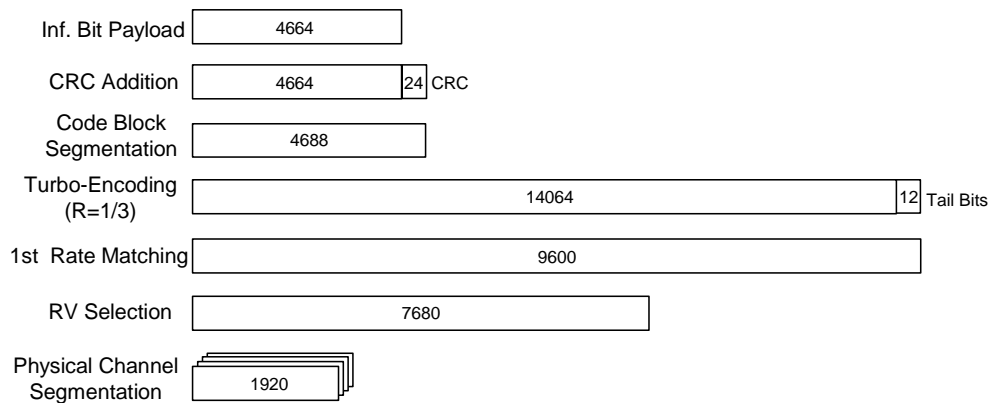 Inf. Bit Payload
4664
CRC Addition
4664
24
CRC
Code Block
Segmentation
4688
Turbo-Encoding
(R=1/3)
14064
12
Tail Bits
1st Rate Matching
9600
RV Selection
7680
Physical Channel
Segmentation
1920